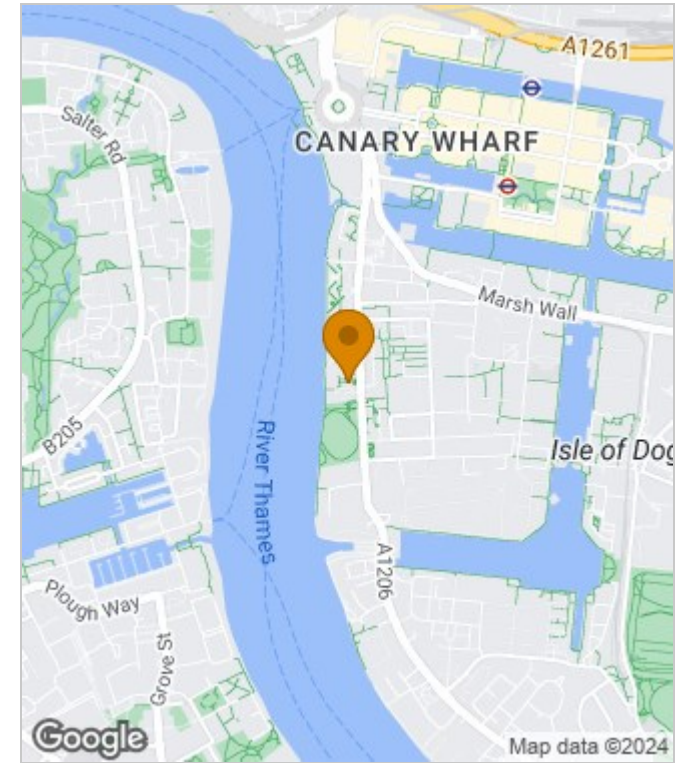 A1261
Salter Rd
CANARY WHARF
Marsh Wall
B205
River Thames
Isle of Dog
A1206
Plough Way
Grove St
Google
Map data ©2024